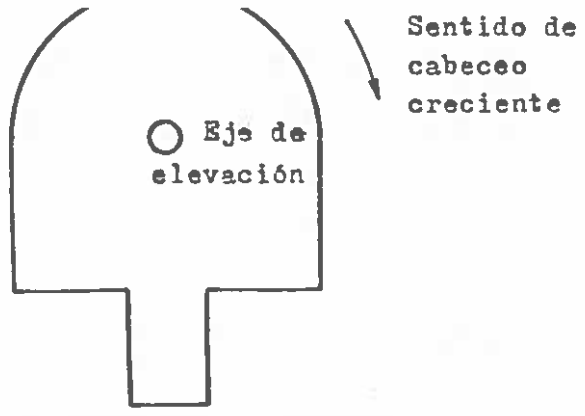 Sentido de
cabeceo
creciente
Eje de
elevación